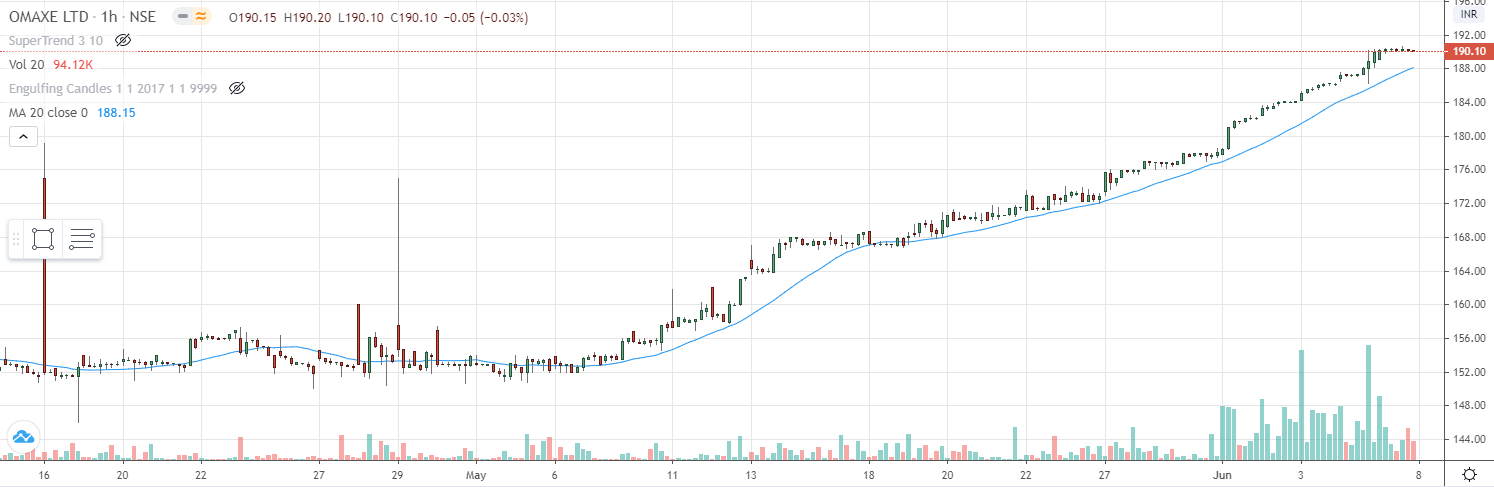 OMAXE LTD · 1h · NSE O190.15 H190.20 L190.10 C190.10 −0.05 (−0.03%)
SuperTrend 3 10
Vol 20 94.12K
Engulfing Candles 1 1 2017 1 1 9999
MA 20 close 0 188.15
196.00
INR
192.00
190.10
188.00
184.00
180.00
176.00
172.00
168.00
164.00
160.00
156.00
152.00
148.00
144.00
16 20 22 27 29 May 6 11 13 18 20 22 27 Jun 3 8